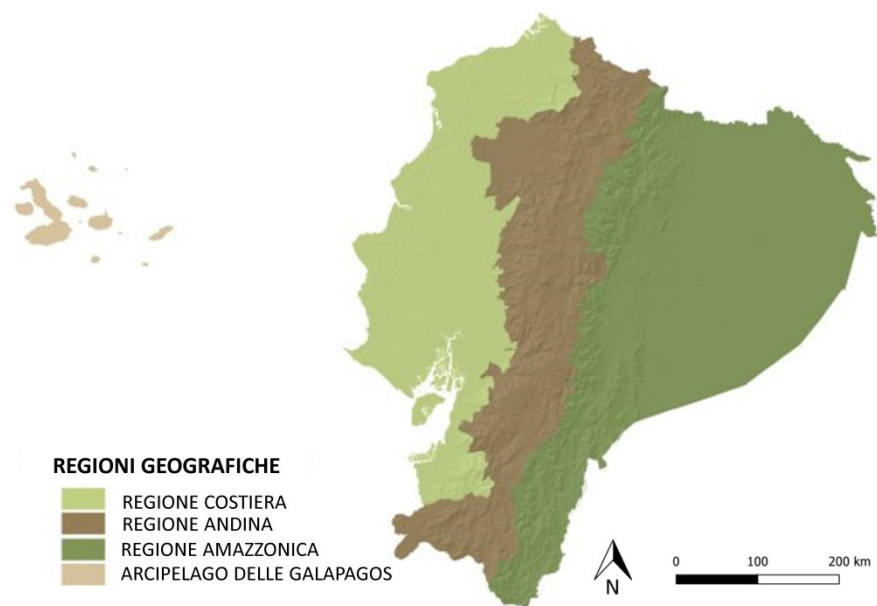 REGIONI GEOGRAFICHE
REGIONE COSTIERA
REGIONE ANDINA
REGIONE AMAZZONICA
ARCIPELAGO DELLE GALAPAGOS
N
0 100 200 km